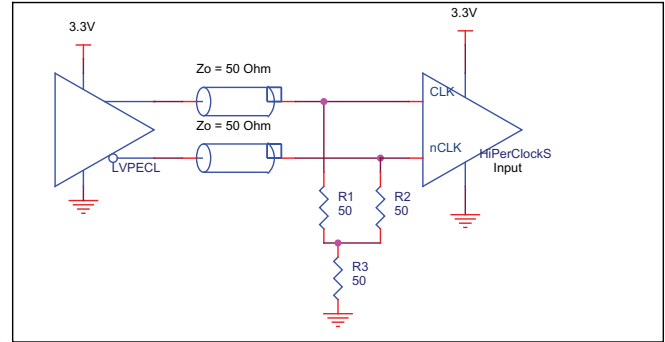 3.3V
3.3V
Zo = 50 Ohm
CLK
Zo = 50 Ohm
nCLK
HiPerClockS
LVPECL
Input
R1
50
R2
50
R3
50